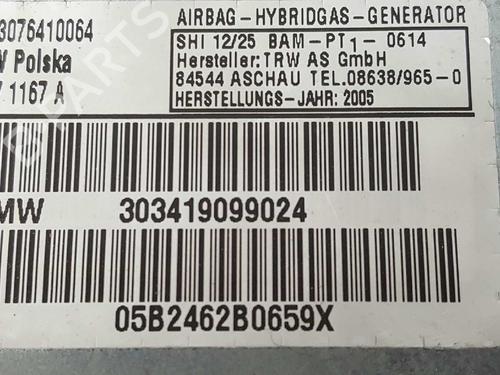 3076410064
W Polska
7 1167 A
AIRBAG-HYBRIDGAS-GENERATOR
SHI 12/25 BAM-PT1-0614
Hersteller: TRW AS GmbH
84544 ASCHAU TEL.08638/965-0
HERSTELLUNGS-JAHR: 2005
MW 303419099024
05B2462B0659X